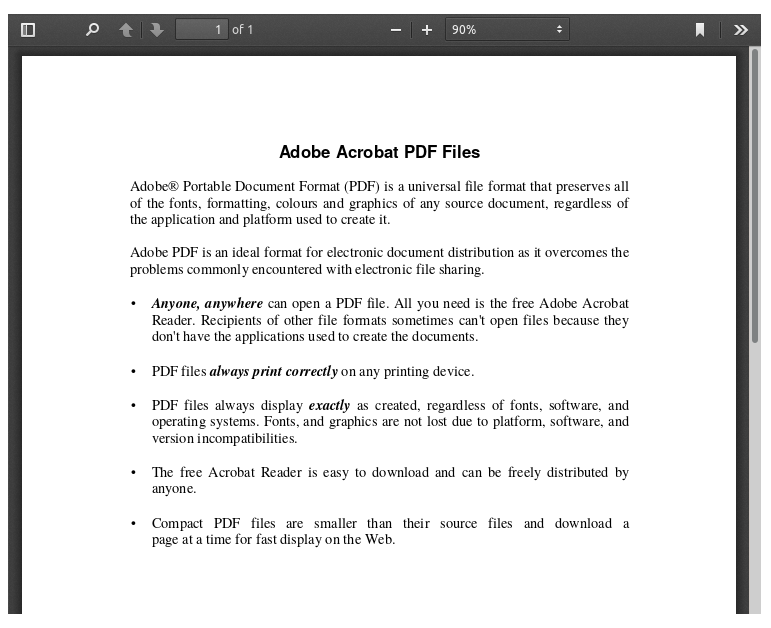 1 of 1
90%
Adobe Acrobat PDF Files
Adobe® Portable Document Format (PDF) is a universal file format that preserves all
of the fonts, formatting, colours and graphics of any source document, regardless of
the application and platform used to create it.
Adobe PDF is an ideal format for electronic document distribution as it overcomes the
problems commonly encountered with electronic file sharing.
• Anyone, anywhere can open a PDF file. All you need is the free Adobe Acrobat
Reader. Recipients of other file formats sometimes can't open files because they
don't have the applications used to create the documents.
• PDF files always print correctly on any printing device.
• PDF files always display exactly as created, regardless of fonts, software, and
operating systems. Fonts, and graphics are not lost due to platform, software, and
version incompatibilities.
• The free Acrobat Reader is easy to download and can be freely distributed by
anyone.
• Compact PDF files are smaller than their source files and download a
page at a time for fast display on the Web.